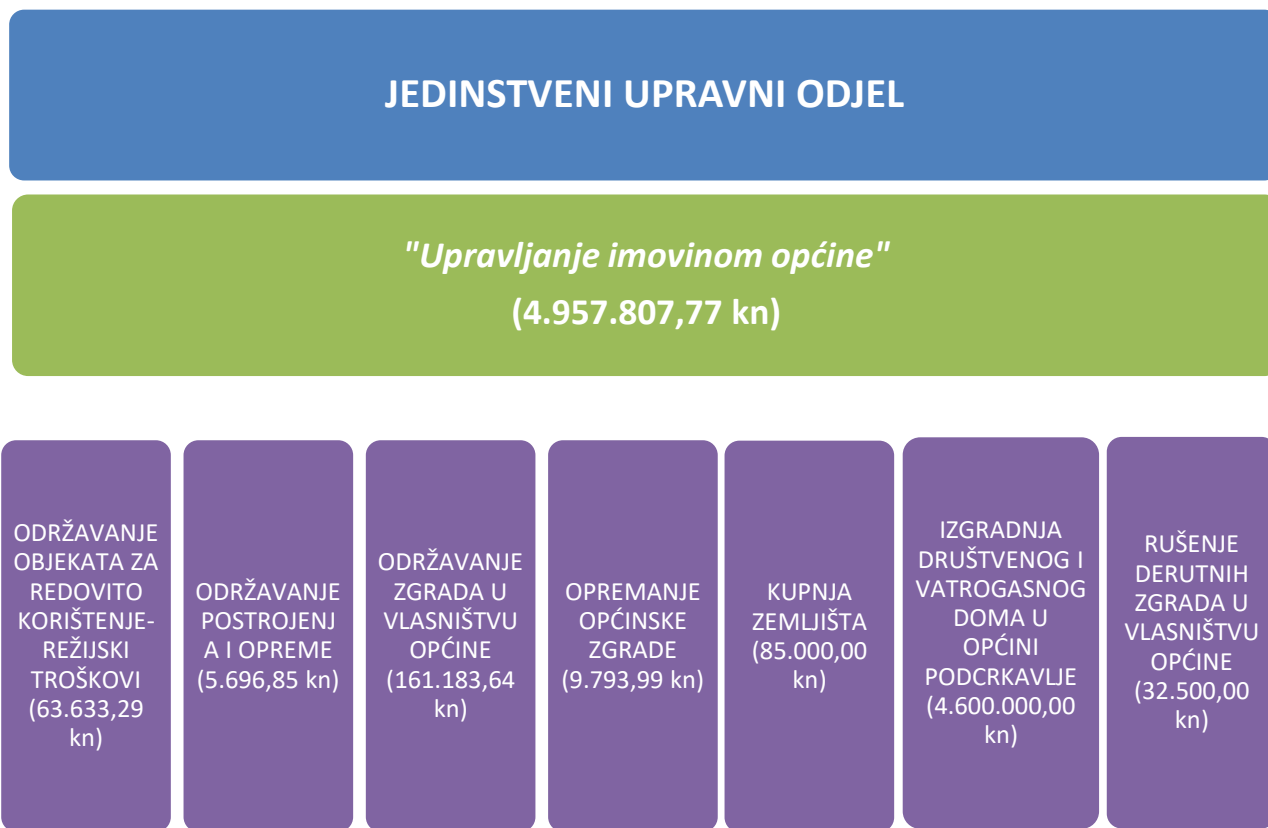 JEDINSTVENI UPRAVNI ODJEL
"Upravljanje imovinom općine"
(4.957.807,77 kn)
ODRŽAVANJE
OBJEKATA ZA
REDOVITO
KORIŠTENJE-
REŽIJSKI
TROŠKOVI
(63.633,29
kn)
ODRŽAVANJE
POSTROJENJ
A I OPREME
(5.696,85 kn)
ODRŽAVANJE
ZGRADA U
VLASNIŠTVU
OPĆINE
(161.183,64
kn)
OPREMANJE
OPĆINSKE
ZGRADE
(9.793,99 kn)
KUPNJA
ZEMLJIŠTA
(85.000,00
kn)
IZGRADNJA
DRUŠTVENOG I
VATROGASNOG
DOMA U
OPĆINI
PODCRKAVLJE
(4.600.000,00
kn)
RUŠENJE
DERUTNIH
ZGRADA U
VLASNIŠTVU
OPĆINE
(32.500,00
kn)